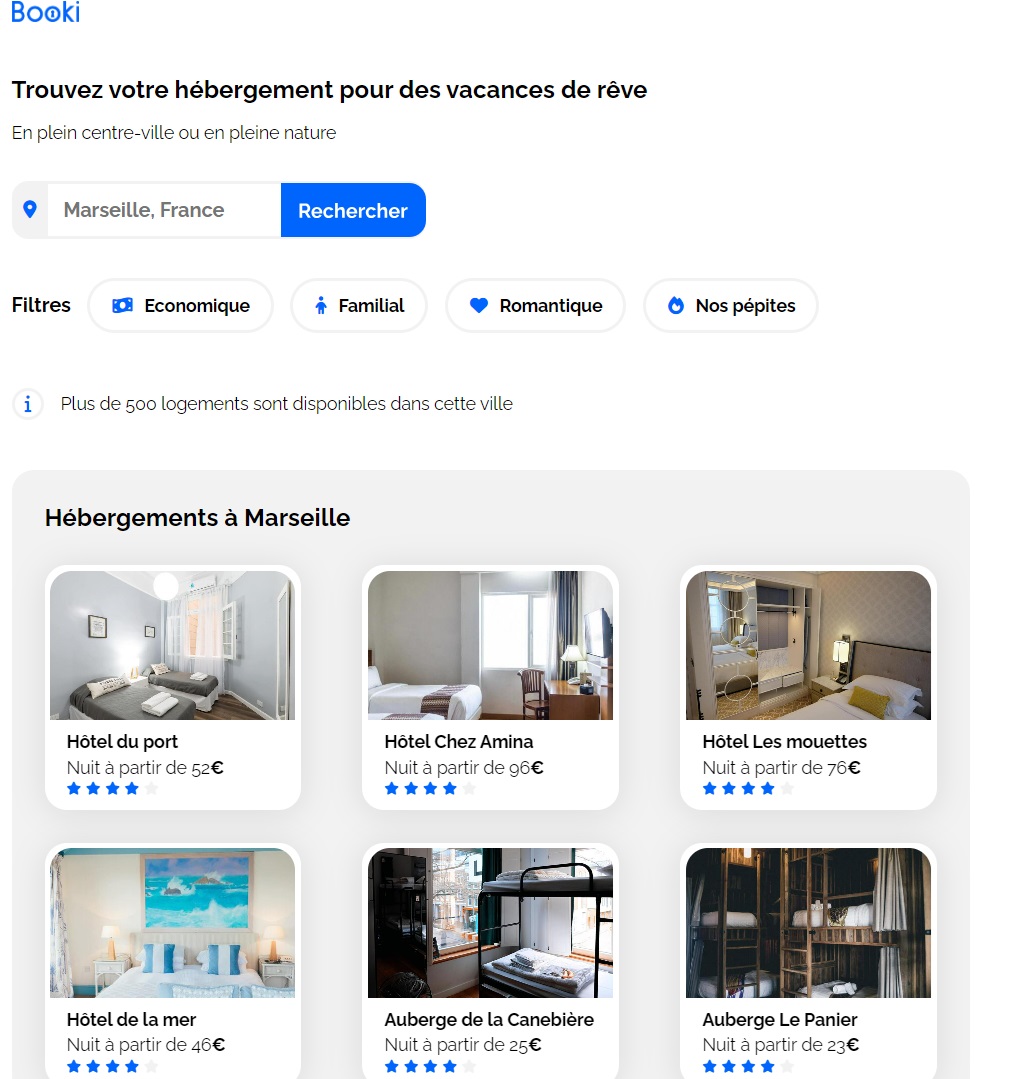 Booki
Trouvez votre hébergement pour des vacances de rêve
En plein centre-ville ou en pleine nature
Marseille, France
Rechercher
Filtres
Economique
Familial
Romantique
Nos pépites
Plus de 500 logements sont disponibles dans cette ville
Hébergements à Marseille
Hôtel du port
Nuit à partir de 52€
Hôtel Chez Amina
Nuit à partir de 96€
Hôtel Les mouettes
Nuit à partir de 76€
Hôtel de la mer
Nuit à partir de 46€
Auberge de la Canebière
Nuit à partir de 25€
Auberge Le Panier
Nuit à partir de 23€